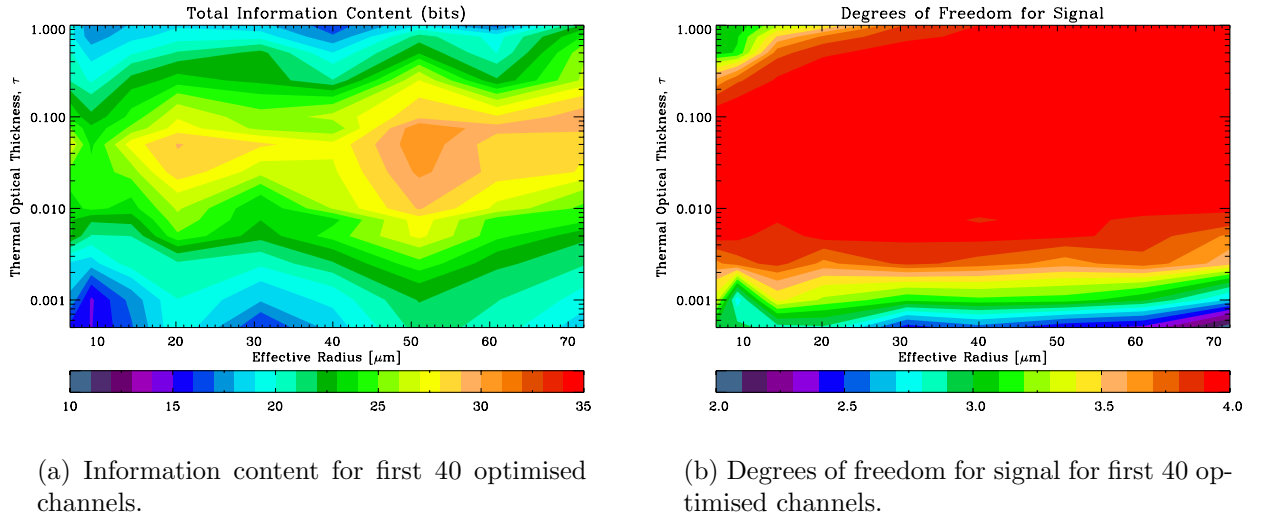 Total Information Content (bits)
1.000
0.100
0.010
0.001
Thermal Optical Thickness, τ
10 20 30 40 50 60 70
Effective Radius [μm]
10 15 20 25 30 35
(a) Information content for first 40 optimised
channels.
Degrees of Freedom for Signal
1.000
0.100
0.010
0.001
Thermal Optical Thickness, τ
10 20 30 40 50 60 70
Effective Radius [μm]
2.0 2.5 3.0 3.5 4.0
(b) Degrees of freedom for signal for first 40 op-
timised channels.